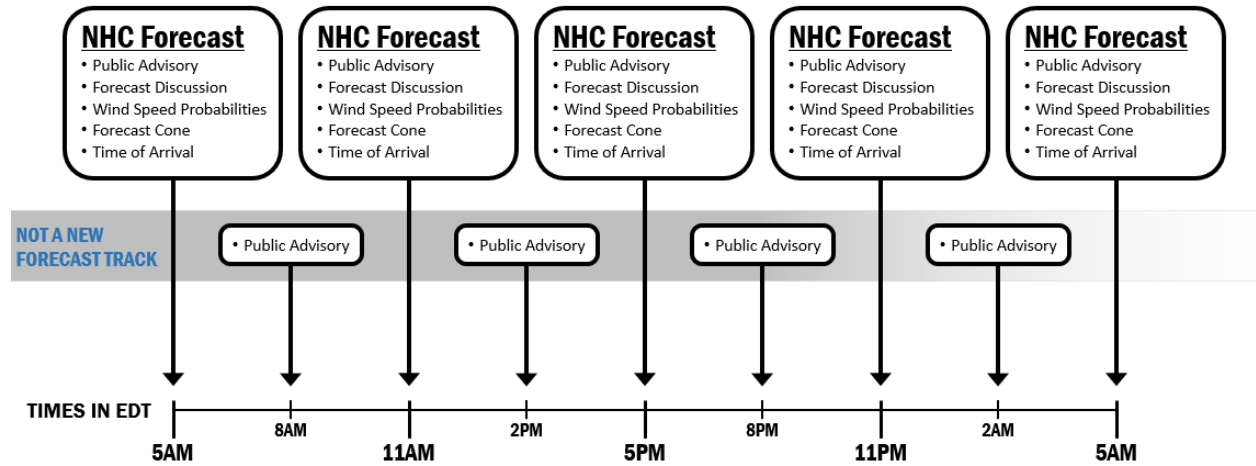 NHC Forecast
• Public Advisory
• Forecast Discussion
• Wind Speed Probabilities
• Forecast Cone
• Time of Arrival
NHC Forecast
• Public Advisory
• Forecast Discussion
• Wind Speed Probabilities
• Forecast Cone
• Time of Arrival
NHC Forecast
• Public Advisory
• Forecast Discussion
• Wind Speed Probabilities
• Forecast Cone
• Time of Arrival
NHC Forecast
• Public Advisory
• Forecast Discussion
• Wind Speed Probabilities
• Forecast Cone
• Time of Arrival
NHC Forecast
• Public Advisory
• Forecast Discussion
• Wind Speed Probabilities
• Forecast Cone
• Time of Arrival
NOT A NEW
FORECAST TRACK
• Public Advisory
• Public Advisory
• Public Advisory
• Public Advisory
TIMES IN EDT
5AM
8AM
11AM
2PM
5PM
8PM
11PM
2AM
5AM